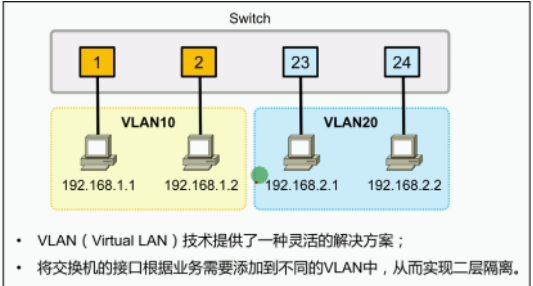 Switch
1 2 23 24
VLAN10 VLAN20
192.168.1.1 192.168.1.2 192.168.2.1 192.168.2.2
• VLAN（Virtual LAN）技术提供了一种灵活的解决方案；
• 将交换机的接口根据业务需要添加到不同的VLAN中，从而实现二层隔离。